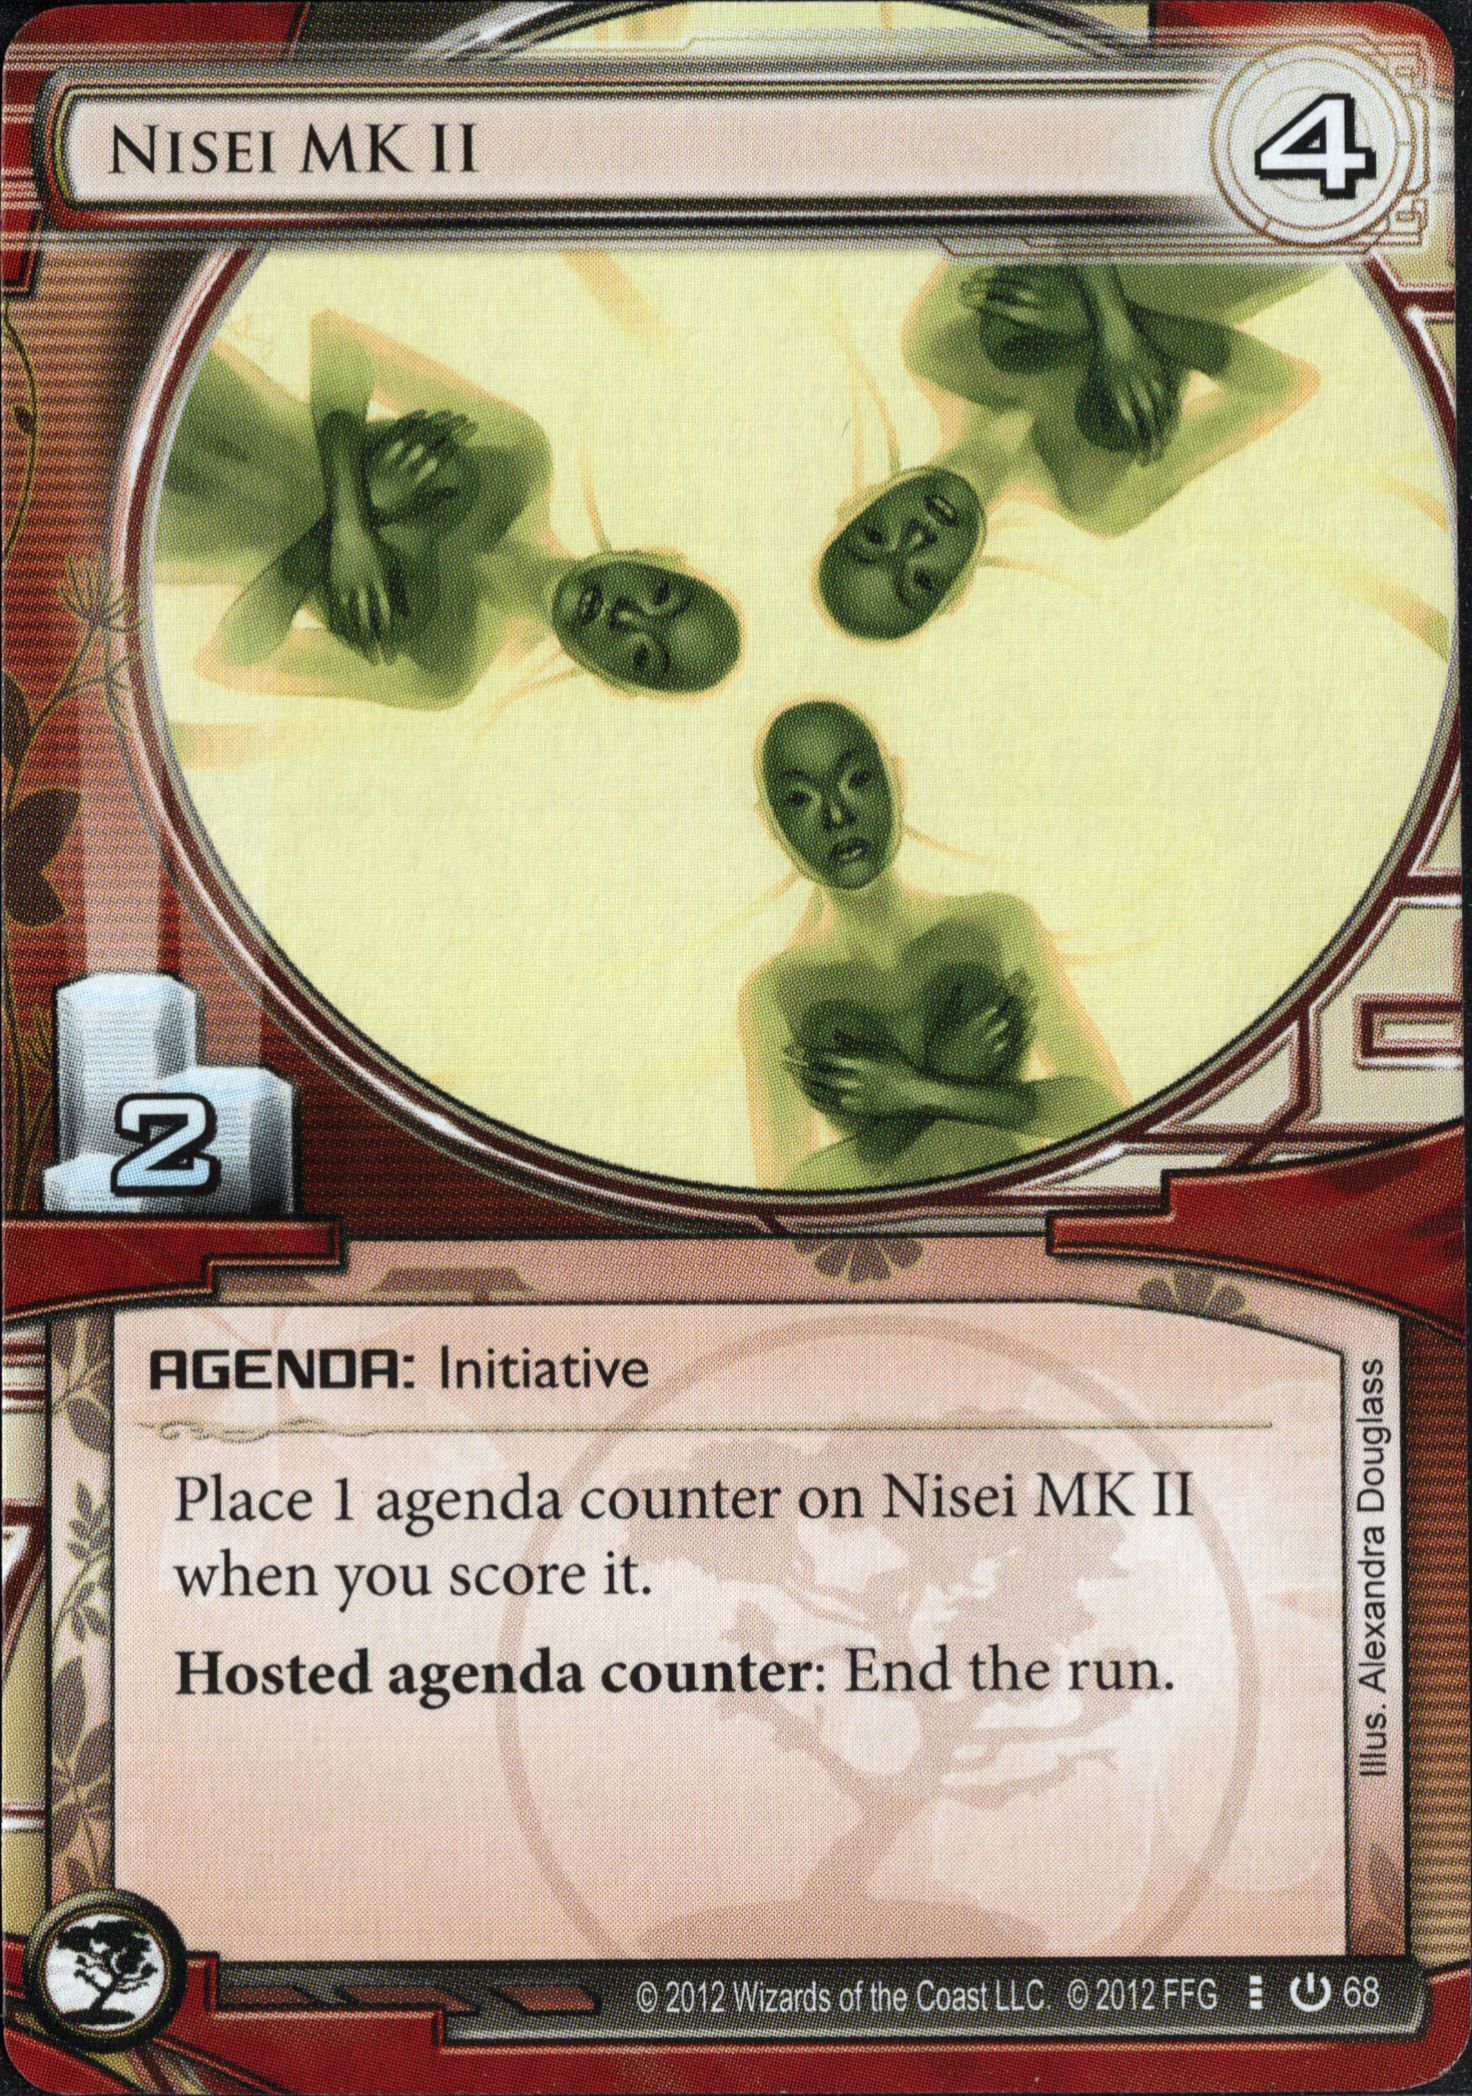 NISEI MK II
4
2
AGENDA: Initiative
Place 1 agenda counter on Nisei MK II
when you score it.
Hosted agenda counter: End the run.
Illus. Alexandra Douglass
© 2012 Wizards of the Coast LLC. © 2012 FFG 68